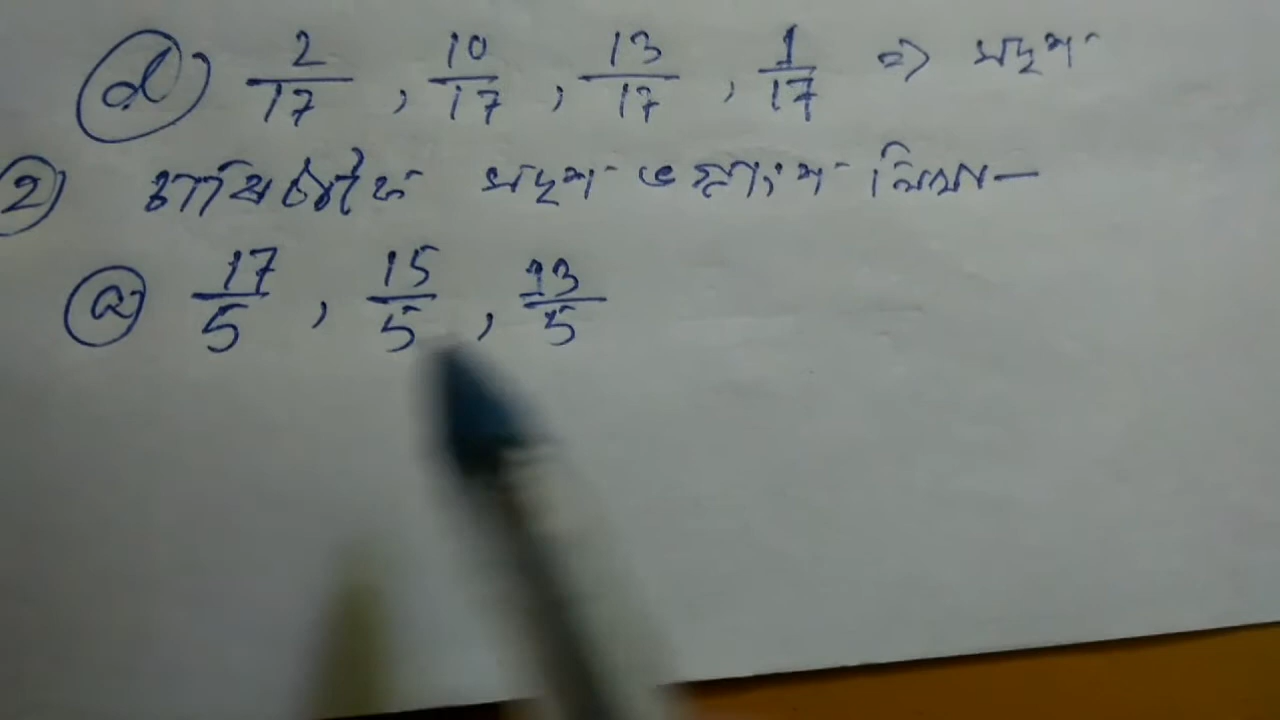 (d) 2/17, 10/17, 13/17, 1/17 ⇒ সদৃশ
(2) সদৃশ ভগ্নাংশ লিখা—
(a) 17/5, 15/5, 13/5